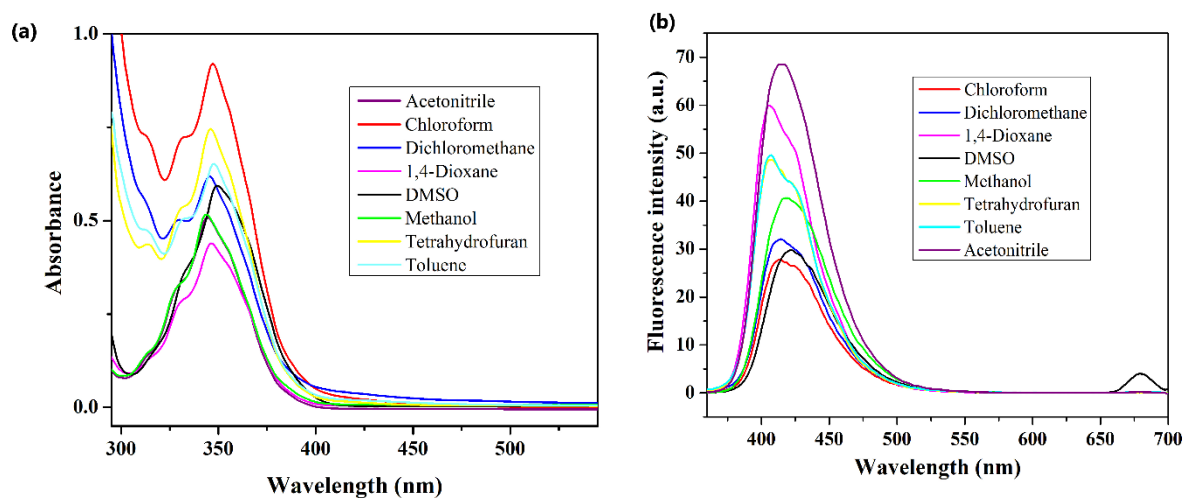 (a)
Absorbance
1.0
0.5
0.0
Acetonitrile
Chloroform
Dichloromethane
1,4-Dioxane
DMSO
Methanol
Tetrahydrofuran
Toluene
300 350 400 450 500
Wavelength (nm)
(b)
Fluorescence intensity (a.u.)
70
60
50
40
30
20
10
0
Chloroform
Dichloromethane
1,4-Dioxane
DMSO
Methanol
Tetrahydrofuran
Toluene
Acetonitrile
400 450 500 550 600 650 700
Wavelength (nm)